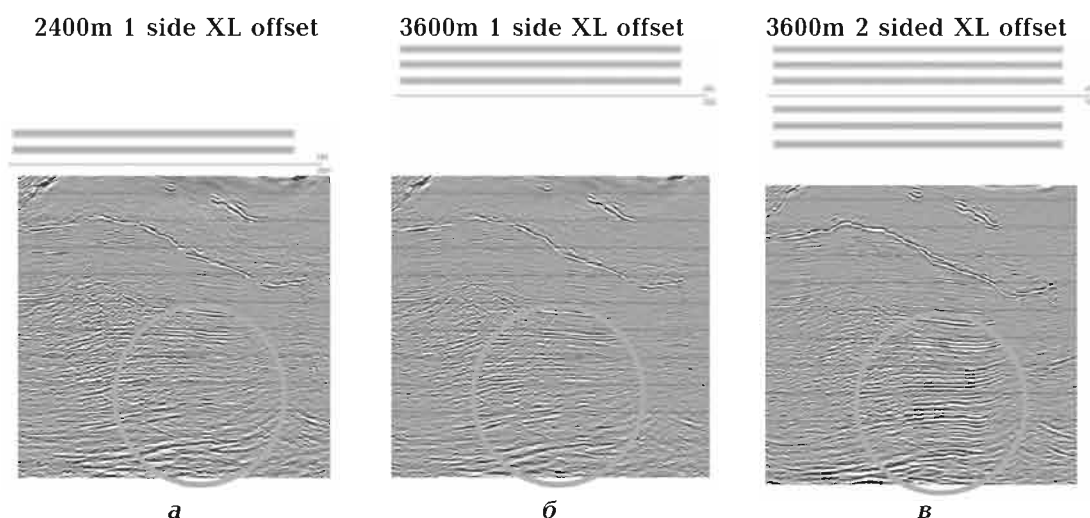 2400m 1 side XL offset
3600m 1 side XL offset
3600m 2 sided XL offset
а
б
в